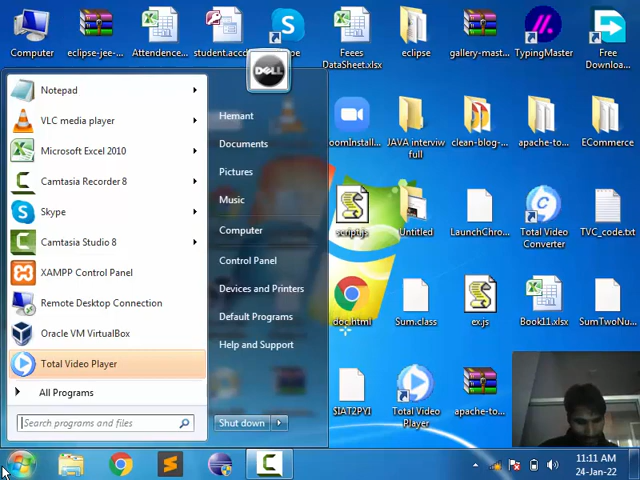 Computer
eclipse-jee-...
Attendence...
student.accd...
Feees DataSheet.xlsx
eclipse
gallery-mast...
TypingMaster
Free Downloa...
DELL
Notepad
VLC media player
Microsoft Excel 2010
Camtasia Recorder 8
Skype
Camtasia Studio 8
XAMPP Control Panel
Remote Desktop Connection
Oracle VM VirtualBox
Total Video Player
All Programs
Search programs and files
Hemant
Documents
Pictures
Music
Computer
Control Panel
Devices and Printers
Default Programs
Help and Support
Shut down
JAVA interviw full
clean-blog-...
apache-to...
ECommerce
scriptjs
Untitled
LaunchChro...
Total Video Converter
TVC_code.txt
doc.html
Sum.class
ex.js
Book11.xlsx
SumTwoNu...
SIAT2PYI
Total Video Player
apache-to...
11:11 AM
24-Jan-22